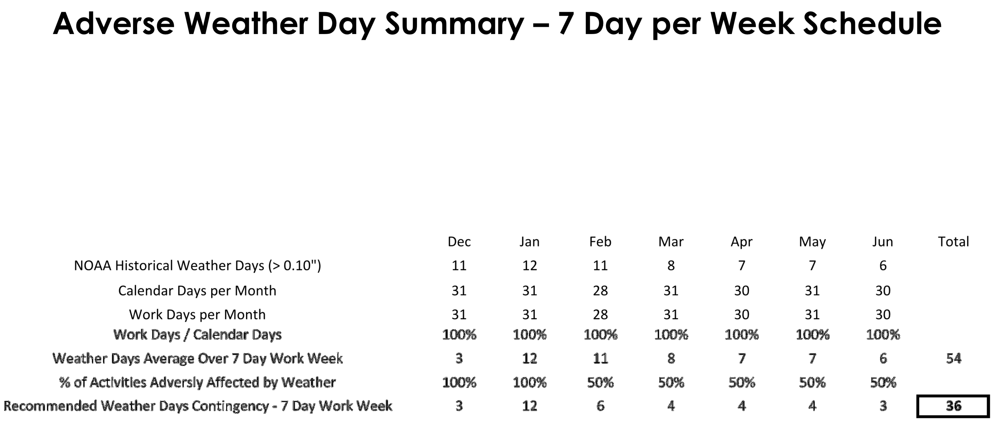 Adverse Weather Day Summary – 7 Day per Week Schedule
Dec Jan Feb Mar Apr May Jun Total
NOAA Historical Weather Days (> 0.10") 11 12 11 8 7 7 6
Calendar Days per Month 31 31 28 31 30 31 30
Work Days per Month 31 31 28 31 30 31 30
Work Days / Calendar Days 100% 100% 100% 100% 100% 100% 100%
Weather Days Average Over 7 Day Work Week 3 12 11 8 7 7 6 54
% of Activities Adversly Affected by Weather 100% 100% 50% 50% 50% 50% 50%
Recommended Weather Days Contingency - 7 Day Work Week 3 12 6 4 4 4 3 36